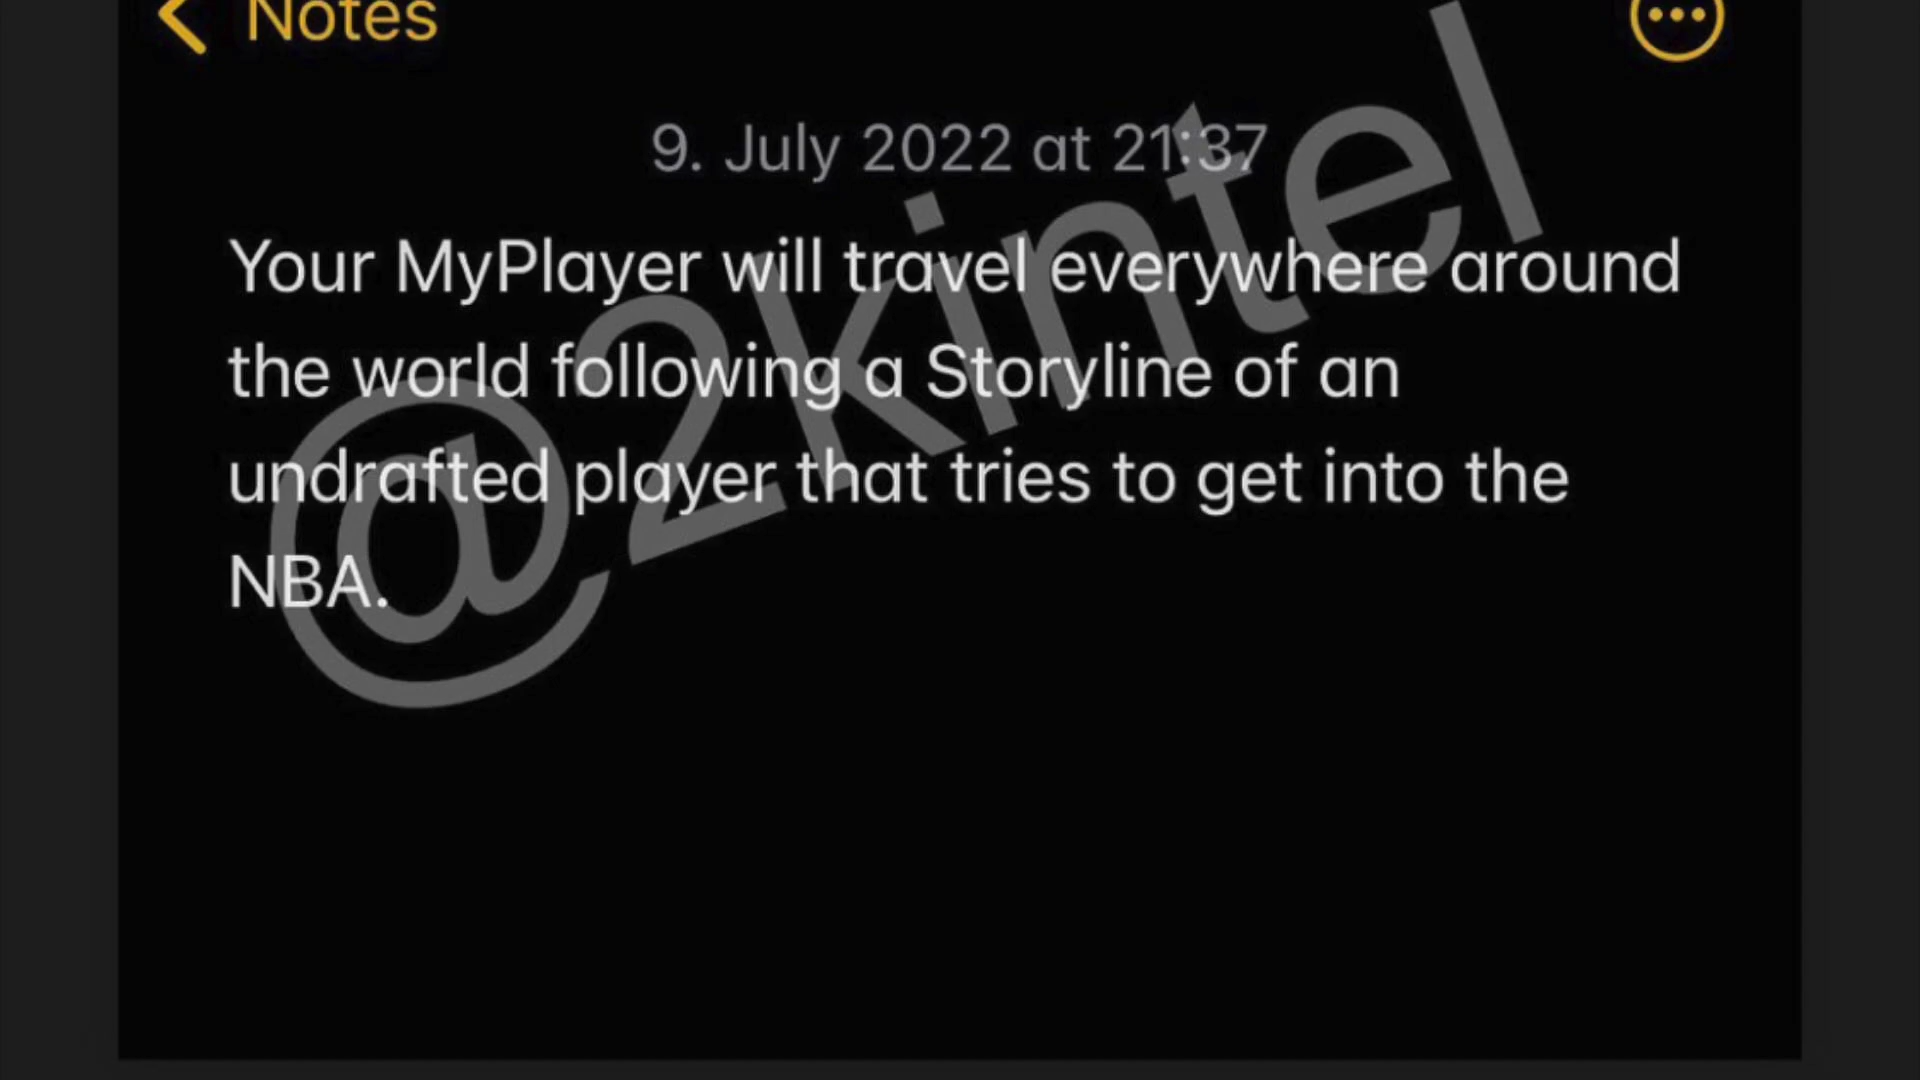 Notes
9. July 2022 at 21:37
Your MyPlayer will travel everywhere around
the world following a Storyline of an
undrafted player that tries to get into the
NBA.
@2kintel